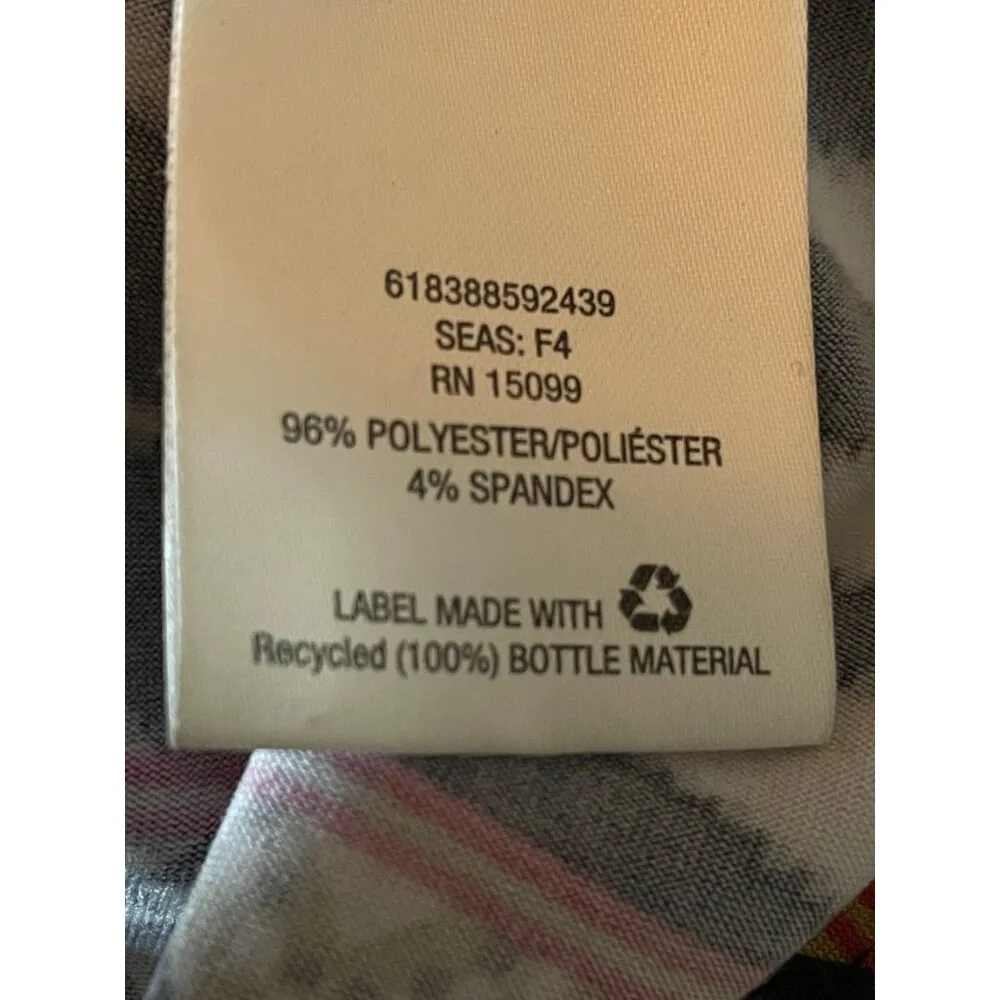 618388592439
SEAS: F4
RN 15099
96% POLYESTER/POLIÉSTER
4% SPANDEX
LABEL MADE WITH
Recycled (100%) BOTTLE MATERIAL